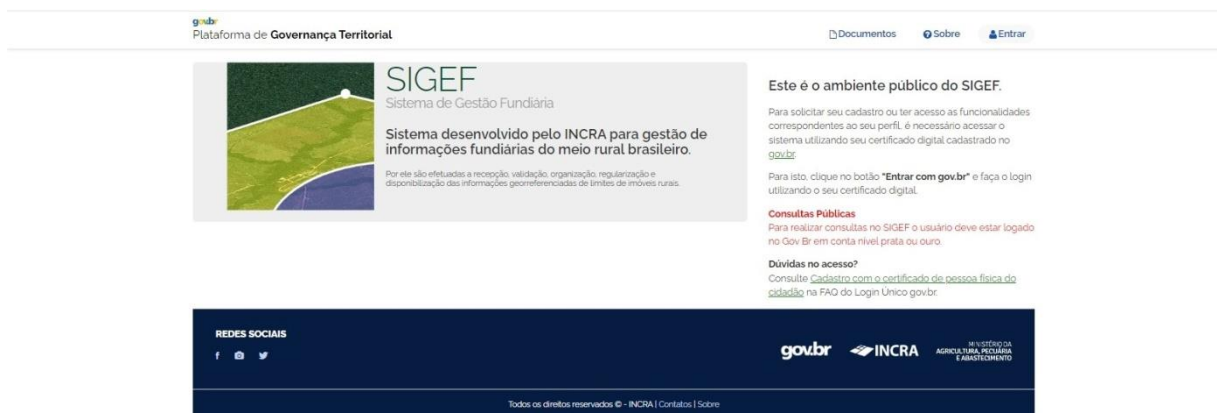 gov.br
Plataforma de Governança Territorial
Documentos
Sobre
Entrar
SIGEF
Sistema de Gestão Fundiária
Sistema desenvolvido pelo INCRA para gestão de
informações fundiárias do meio rural brasileiro.
Por ele são efetuadas a recepção, validação, organização, regularização e
disponibilização das informações georreferenciadas de limites de imóveis rurais.
Este é o ambiente público do SIGEF.
Para solicitar seu cadastro ou ter acesso as funcionalidades
correspondentes ao seu perfil, é necessário acessar o
sistema utilizando seu certificado digital cadastrado no
gov.br.
Para isto, clique no botão "Entrar com gov.br" e faça o login
utilizando o seu certificado digital.
Consultas Públicas
Para realizar consultas no SIGEF o usuário deve estar logado
no Gov Br em conta nível prata ou ouro.
Dúvidas no acesso?
Consulte Cadastro com o certificado de pessoa física do
cidadão na FAQ do Login Único gov.br.
REDES SOCIAIS
gov.br
INCRA
MINISTÉRIO DA
AGRICULTURA, PECUÁRIA
E ABASTECIMENTO
Todos os direitos reservados © - INCRA | Contatos | Sobre